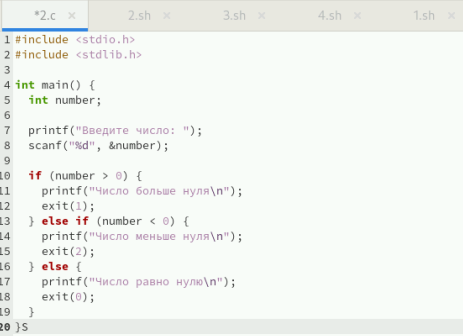 *2.c × 2.sh × 3.sh × 4.sh × 1.sh ×
1 #include <stdio.h>
2 #include <stdlib.h>
3
4 int main() {
5   int number;
6
7   printf("Введите число: ");
8   scanf("%d", &number);
9
10   if (number > 0) {
11     printf("Число больше нуля\n");
12     exit(1);
13   } else if (number < 0) {
14     printf("Число меньше нуля\n");
15     exit(2);
16   } else {
17     printf("Число равно нулю\n");
18     exit(0);
19   }
20 }S